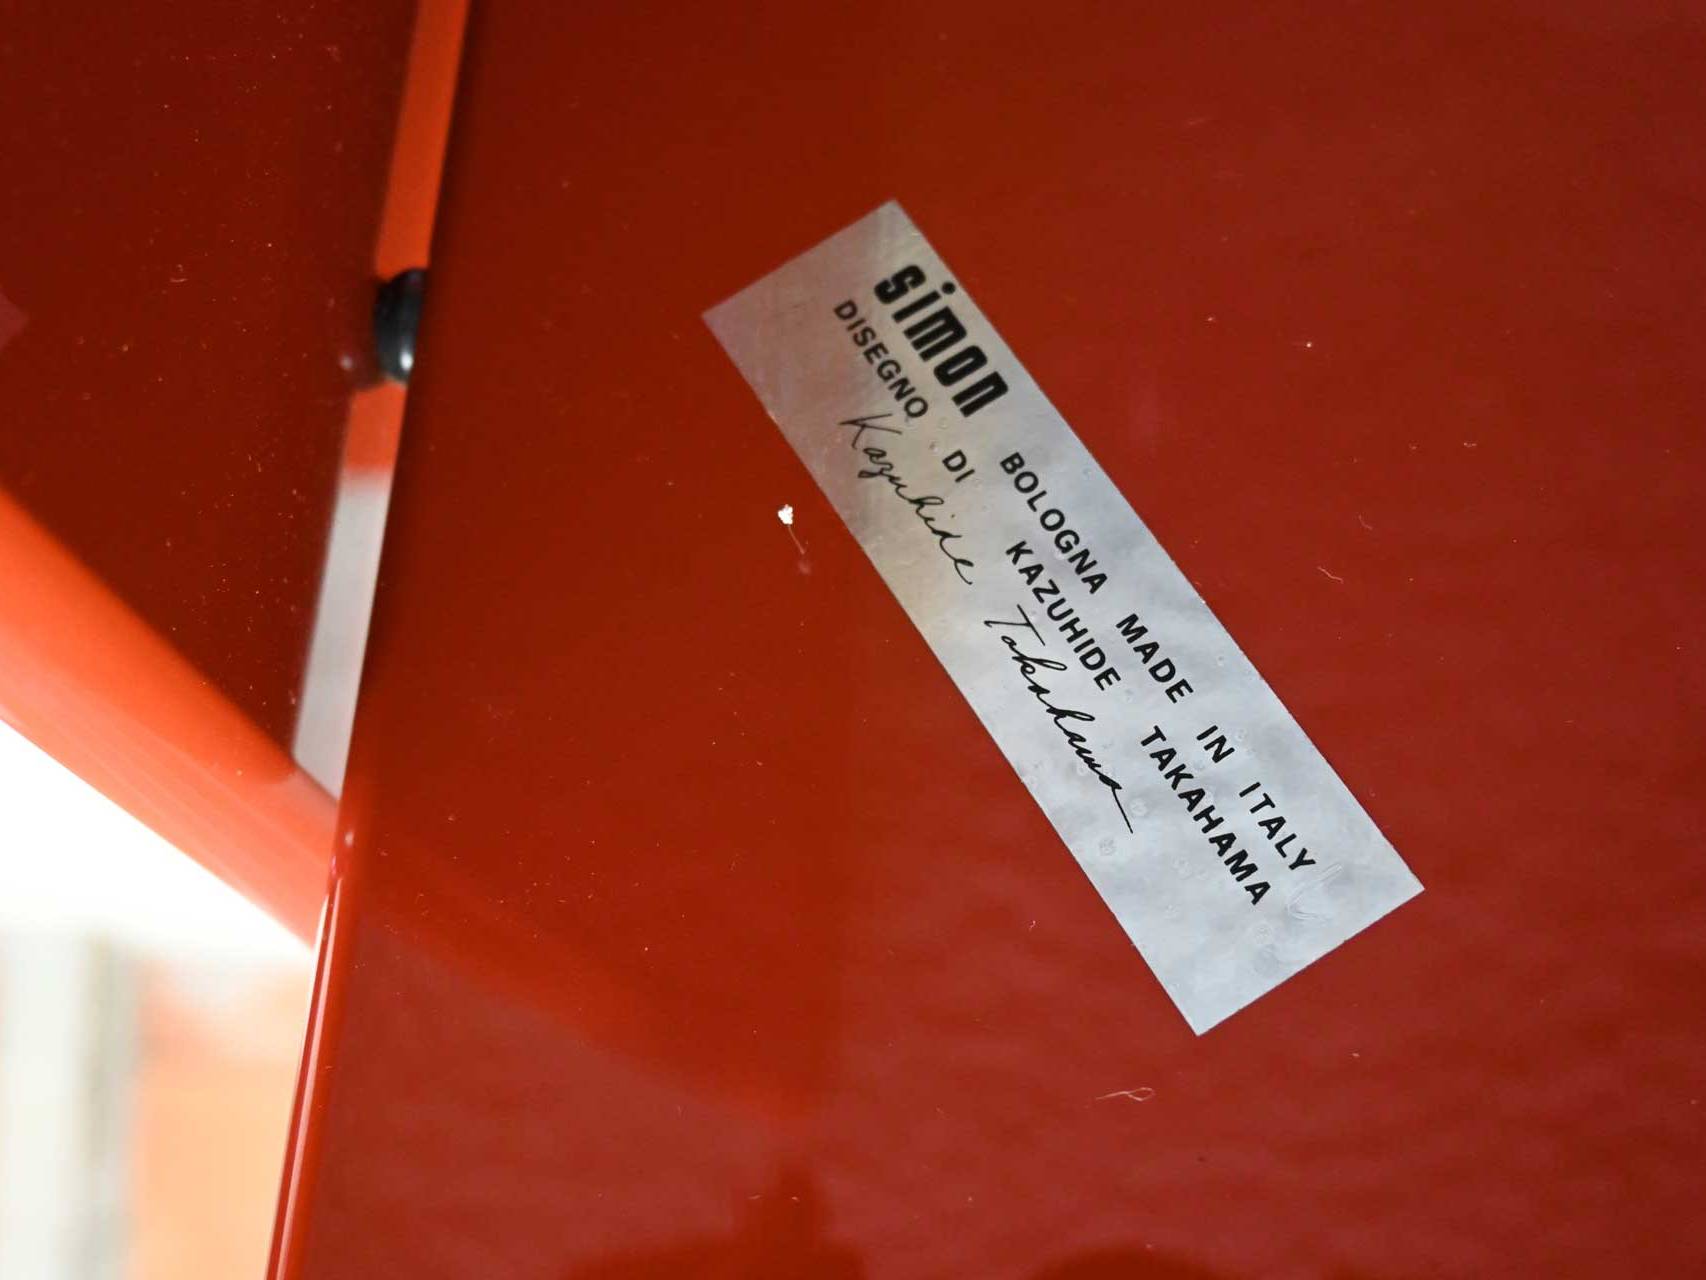 simon BOLOGNA MADE IN ITALY
DISEGNO DI KAZUHIDE TAKAHAMA
Kazuhide Takahama